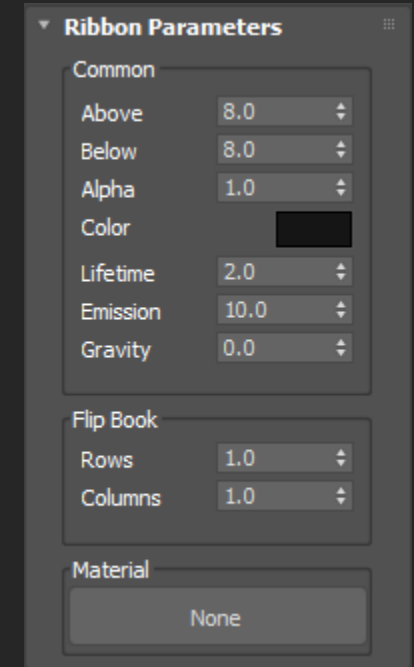 Ribbon Parameters
Common
Above 8.0
Below 8.0
Alpha 1.0
Color
Lifetime 2.0
Emission 10.0
Gravity 0.0
Flip Book
Rows 1.0
Columns 1.0
Material
None